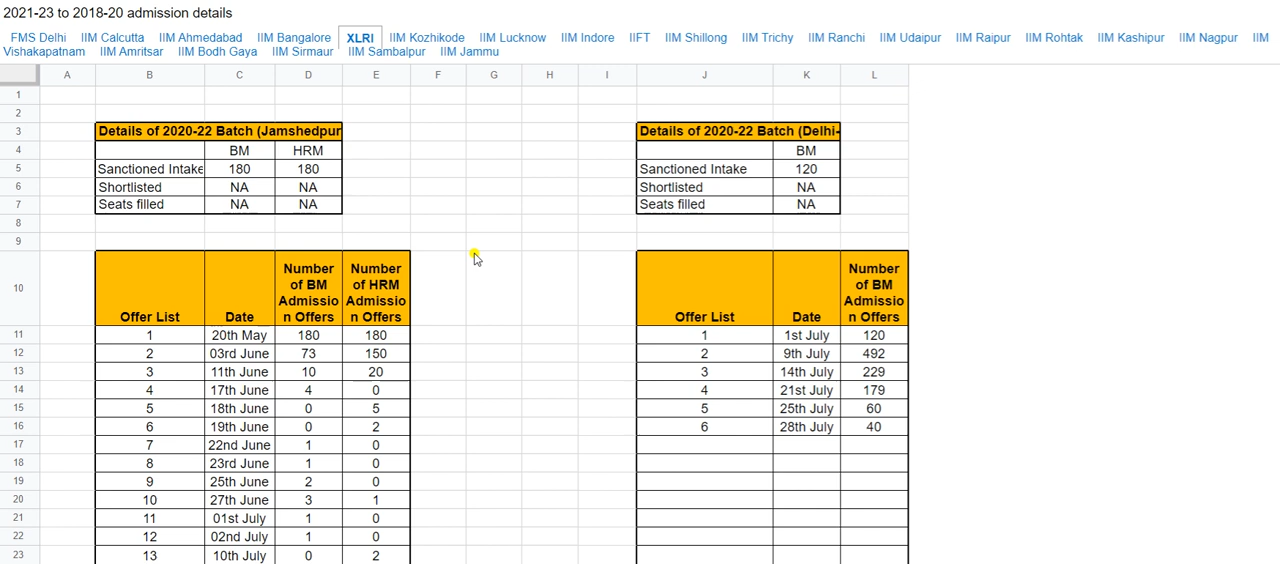 2021-23 to 2018-20 admission details
FMS Delhi IIM Calcutta IIM Ahmedabad IIM Bangalore XLRI IIM Kozhikode IIM Lucknow IIM Indore IIFT IIM Shillong IIM Trichy IIM Ranchi IIM Udaipur IIM Raipur IIM Rohtak IIM Kashipur IIM Nagpur IIM
Vishakapatnam IIM Amritsar IIM Bodh Gaya IIM Sirmaur IIM Sambalpur IIM Jammu
A B C D E F G H I J K L
1
2
3 Details of 2020-22 Batch (Jamshedpur Details of 2020-22 Batch (Delhi-
4 BM HRM BM
5 Sanctioned Intake 180 180 Sanctioned Intake 120
6 Shortlisted NA NA Shortlisted NA
7 Seats filled NA NA Seats filled NA
8
9
10 Offer List Date Number of BM Admission Offers Number of HRM Admission Offers Offer List Date Number of BM Admission Offers
11 1 20th May 180 180 1 1st July 120
12 2 03rd June 73 150 2 9th July 492
13 3 11th June 10 20 3 14th July 229
14 4 17th June 4 0 4 21st July 179
15 5 18th June 0 5 5 25th July 60
16 6 19th June 0 2 6 28th July 40
17 7 22nd June 1 0
18 8 23rd June 1 0
19 9 25th June 2 0
20 10 27th June 3 1
21 11 01st July 1 0
22 12 02nd July 1 0
23 13 10th July 0 2